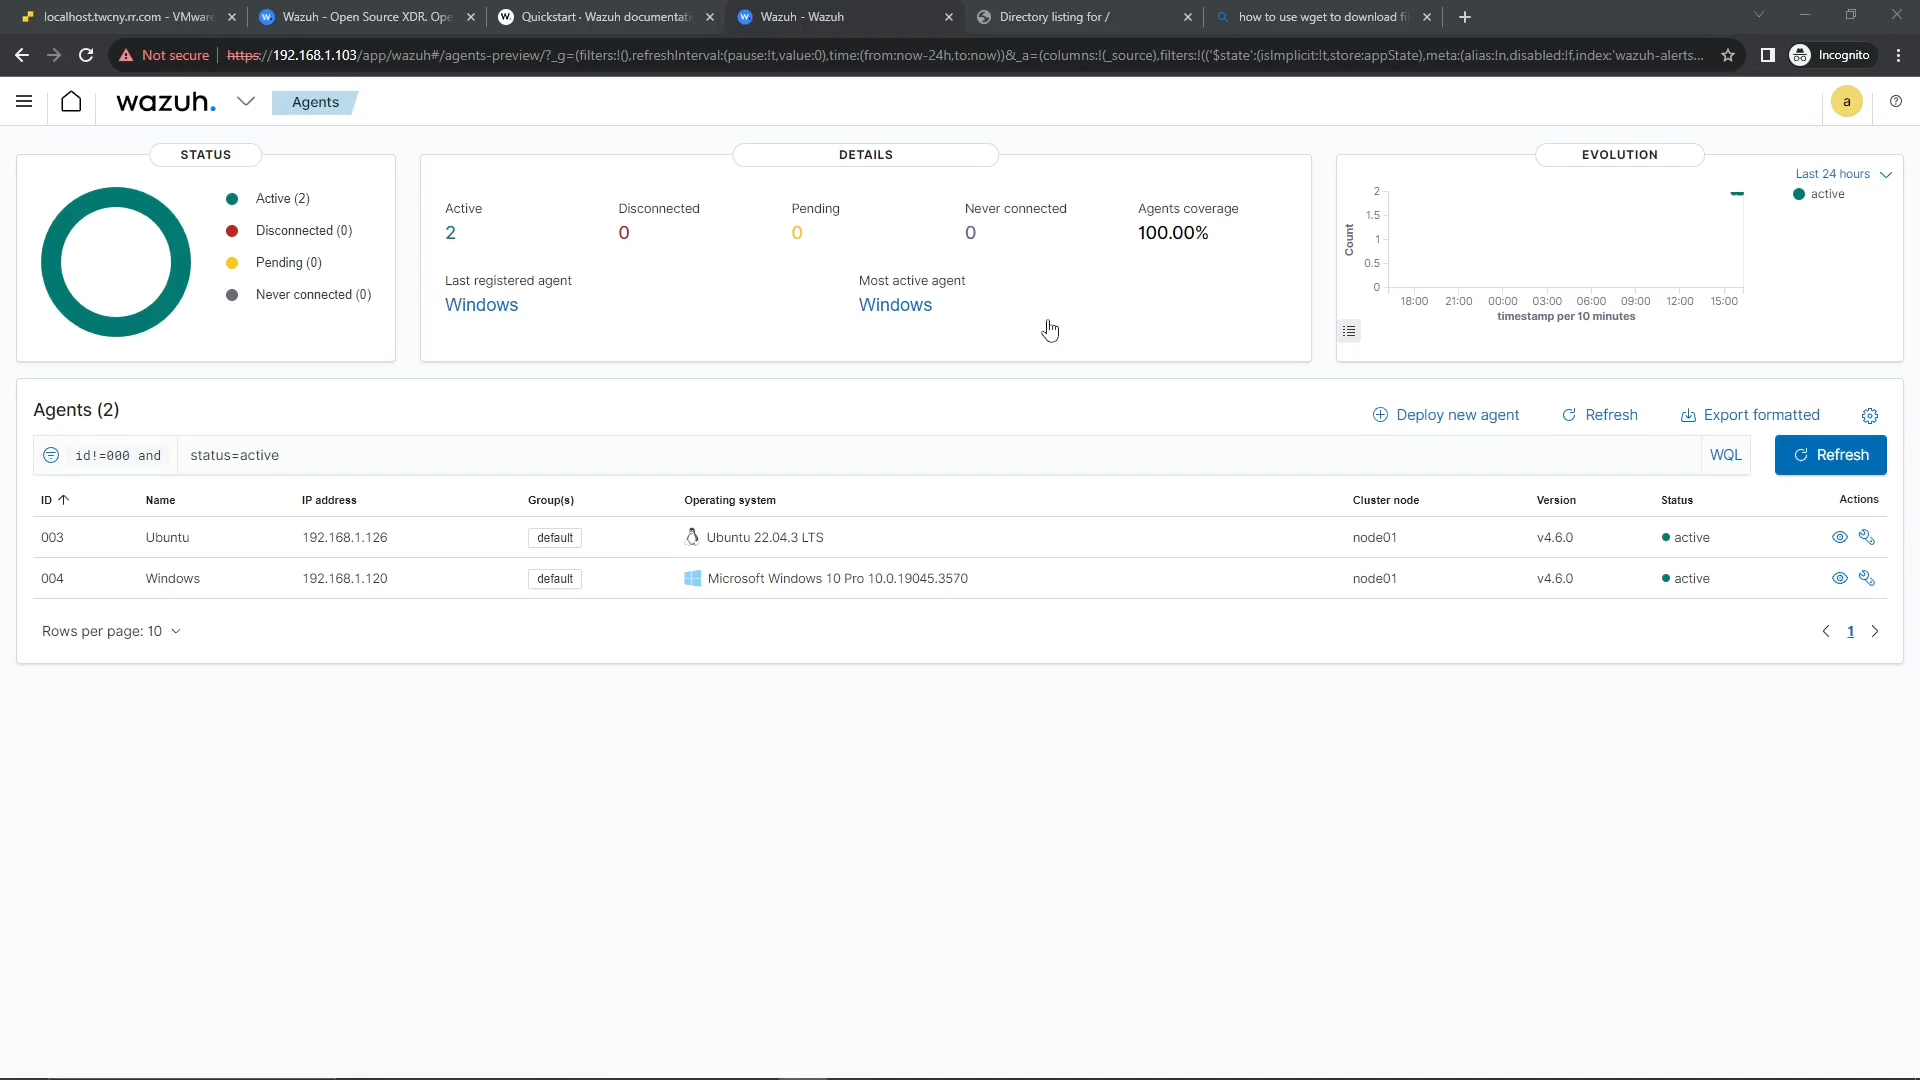 localhost.twcny.rr.com - VMware
Wazuh - Open Source XDR. Ope
Quickstart · Wazuh documentati
Wazuh - Wazuh
Directory listing for /
how to use wget to download fi
Not secure
https://192.168.1.103/app/wazuh#/agents-preview/?_g=(filters:!(),refreshInterval:(pause:!t,value:0),time:(from:now-24h,to:now))&_a=(columns:!(_source),filters:!(('$state':(isImplicit:!t,store:appState),meta:(alias:!n,disabled:!f,index:'wazuh-alerts...
Incognito
wazuh.
Agents
a
STATUS
Active (2)
Disconnected (0)
Pending (0)
Never connected (0)
DETAILS
Active
2
Disconnected
0
Pending
0
Never connected
0
Agents coverage
100.00%
Last registered agent
Windows
Most active agent
Windows
EVOLUTION
Last 24 hours
active
Count
2
1.5
1
0.5
0
18:00 21:00 00:00 03:00 06:00 09:00 12:00 15:00
timestamp per 10 minutes
Agents (2)
Deploy new agent
Refresh
Export formatted
id!=000 and
status=active
WQL
Refresh
ID Name IP address Group(s) Operating system Cluster node Version Status Actions
003 Ubuntu 192.168.1.126 default Ubuntu 22.04.3 LTS node01 v4.6.0 active
004 Windows 192.168.1.120 default Microsoft Windows 10 Pro 10.0.19045.3570 node01 v4.6.0 active
Rows per page: 10
1